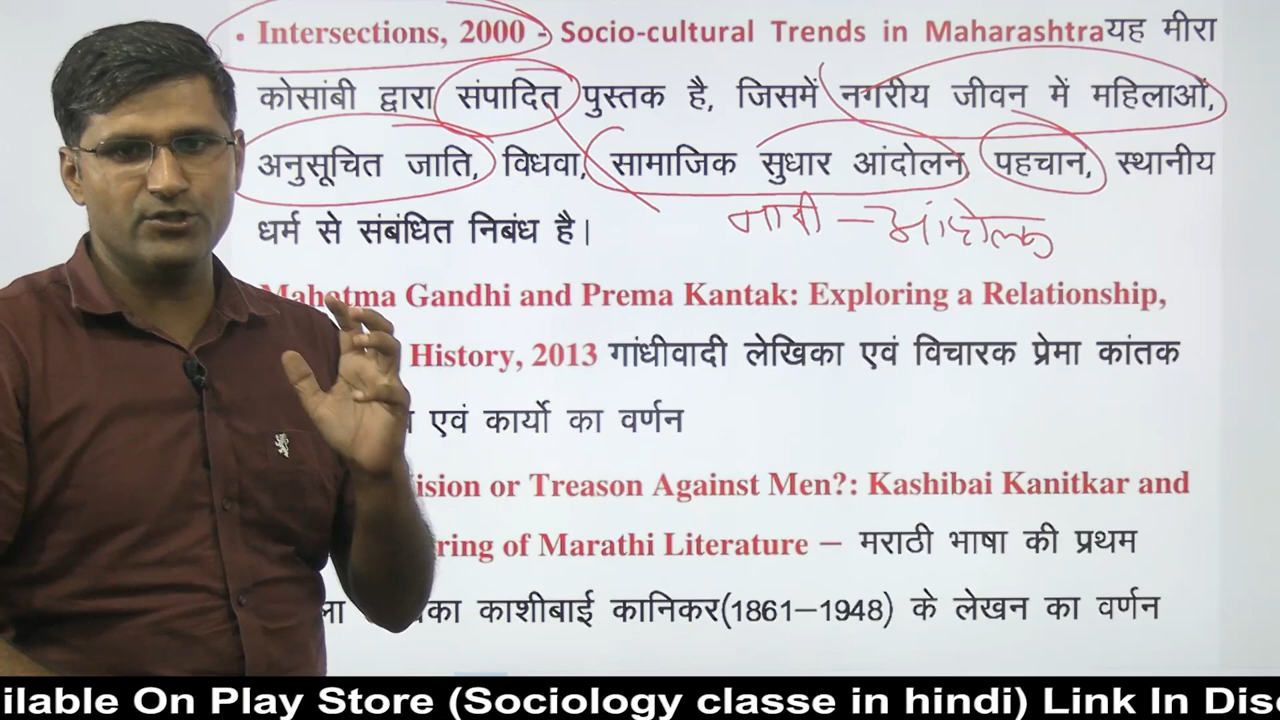 • Intersections, 2000 - Socio-cultural Trends in Maharashtraयह मीरा
कोसांबी द्वारा संपादित पुस्तक है, जिसमें नगरीय जीवन में महिलाओं,
अनुसूचित जाति, विधवा, सामाजिक सुधार आंदोलन पहचान, स्थानीय
धर्म से संबंधित निबंध है।
नारी – आंदोलन
Mahatma Gandhi and Prema Kantak: Exploring a Relationship,
History, 2013 गांधीवादी लेखिका एवं विचारक प्रेमा कांतक
एवं कार्यो का वर्णन
or Treason Against Men?: Kashibai Kanitkar and
of Marathi Literature – मराठी भाषा की प्रथम
काशीबाई कानिकर(1861–1948) के लेखन का वर्णन
ilable On Play Store (Sociology classe in hindi) Link In Disc